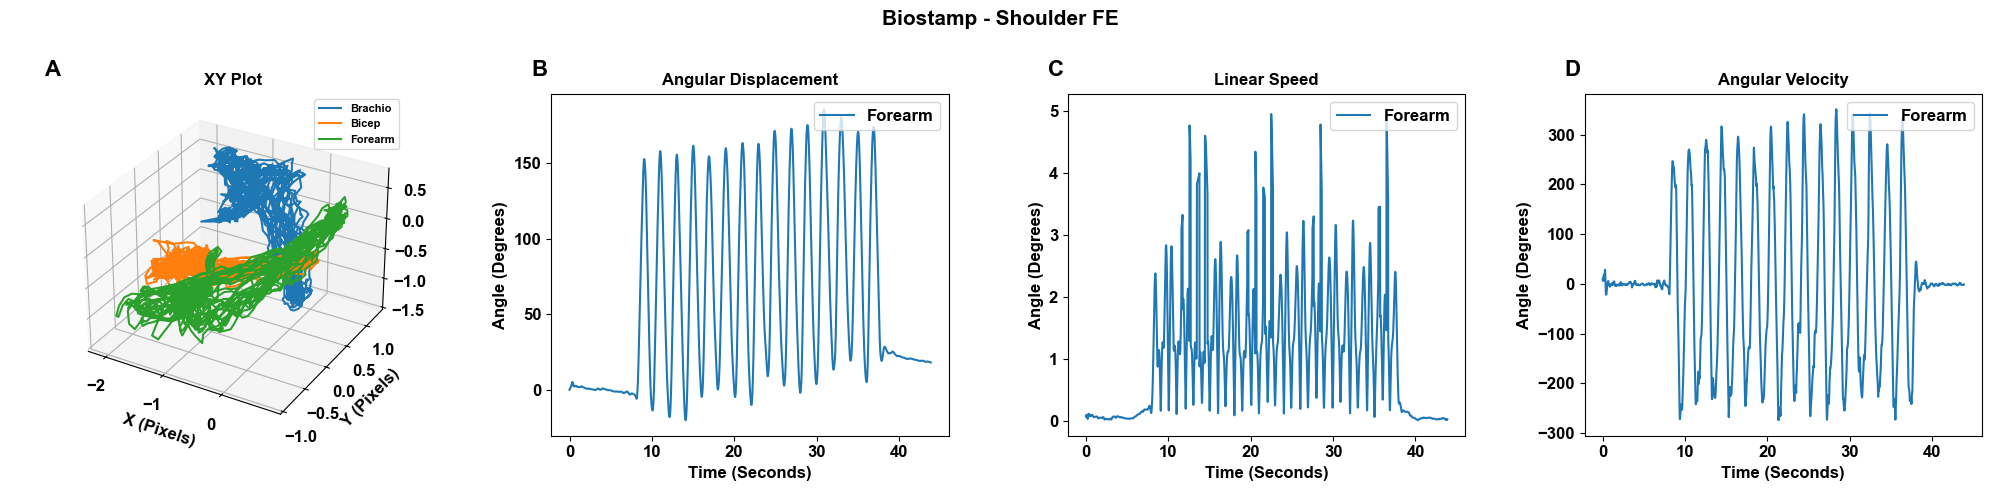 Biostamp - Shoulder FE
A
XY Plot
Brachio
Bicep
Forearm
0.5
0.0
−0.5
−1.0
−1.5
1.0
0.5
0.0
−0.5
−1.0
Y (Pixels)
−2
−1
0
X (Pixels)
B
Angular Displacement
Forearm
Angle (Degrees)
150
100
50
0
0
10
20
30
40
Time (Seconds)
C
Linear Speed
Forearm
Angle (Degrees)
5
4
3
2
1
0
0
10
20
30
40
Time (Seconds)
D
Angular Velocity
Forearm
Angle (Degrees)
300
200
100
0
−100
−200
−300
0
10
20
30
40
Time (Seconds)